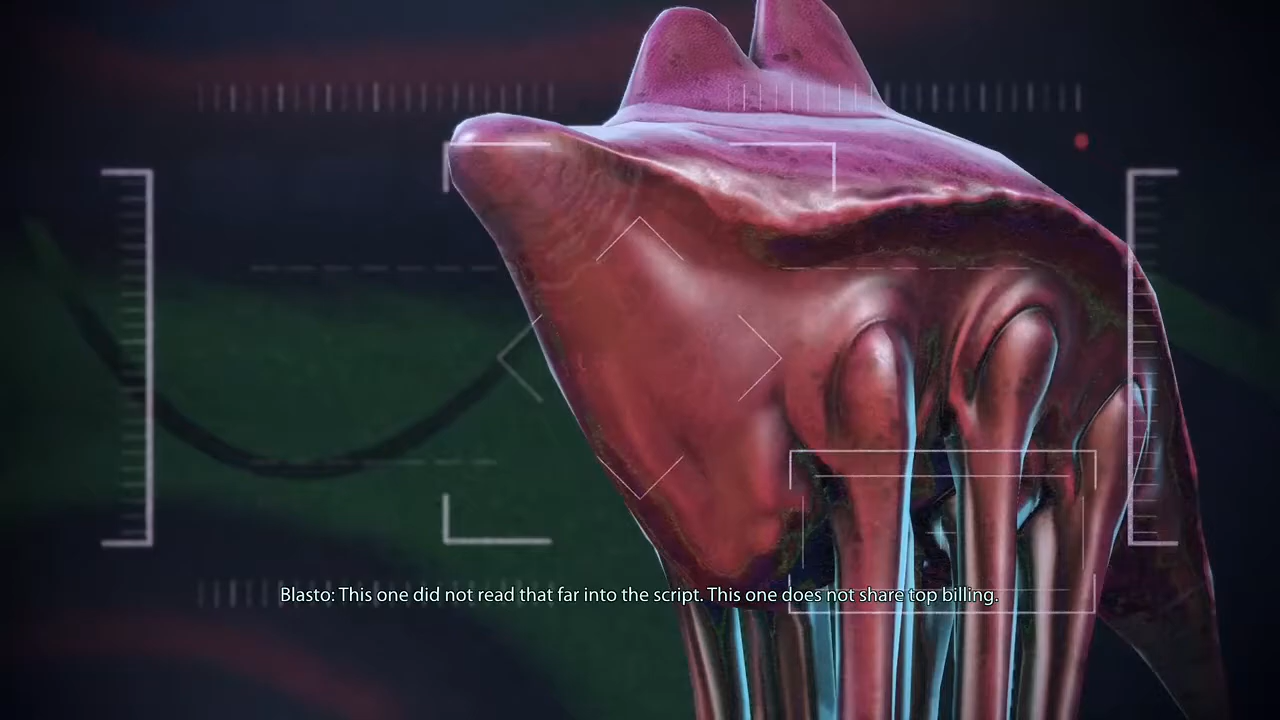 Blasto: This one did not read that far into the script. This one does not share top billing.